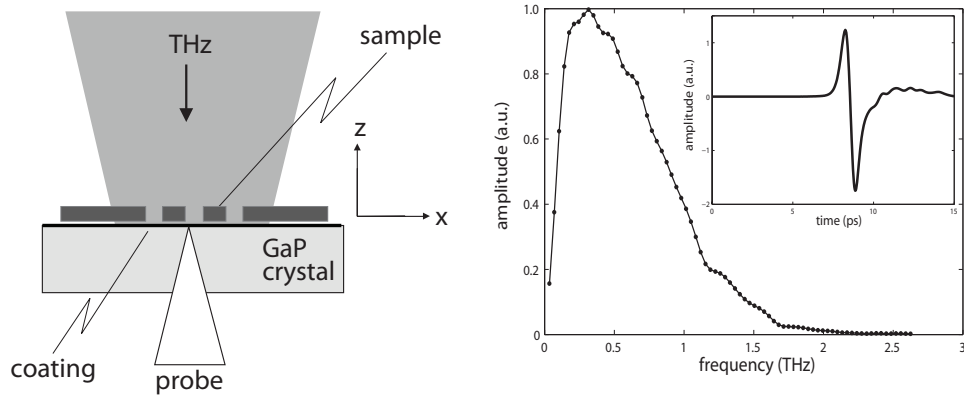 THz
sample
z
x
GaP
crystal
coating
probe
amplitude (a.u.)
1.0
0.8
0.6
0.4
0.2
0
0 0.5 1 1.5 2 2.5 3
frequency (THz)
amplitude (a.u.)
1
0
−1
−2
0 5 10 15
time (ps)